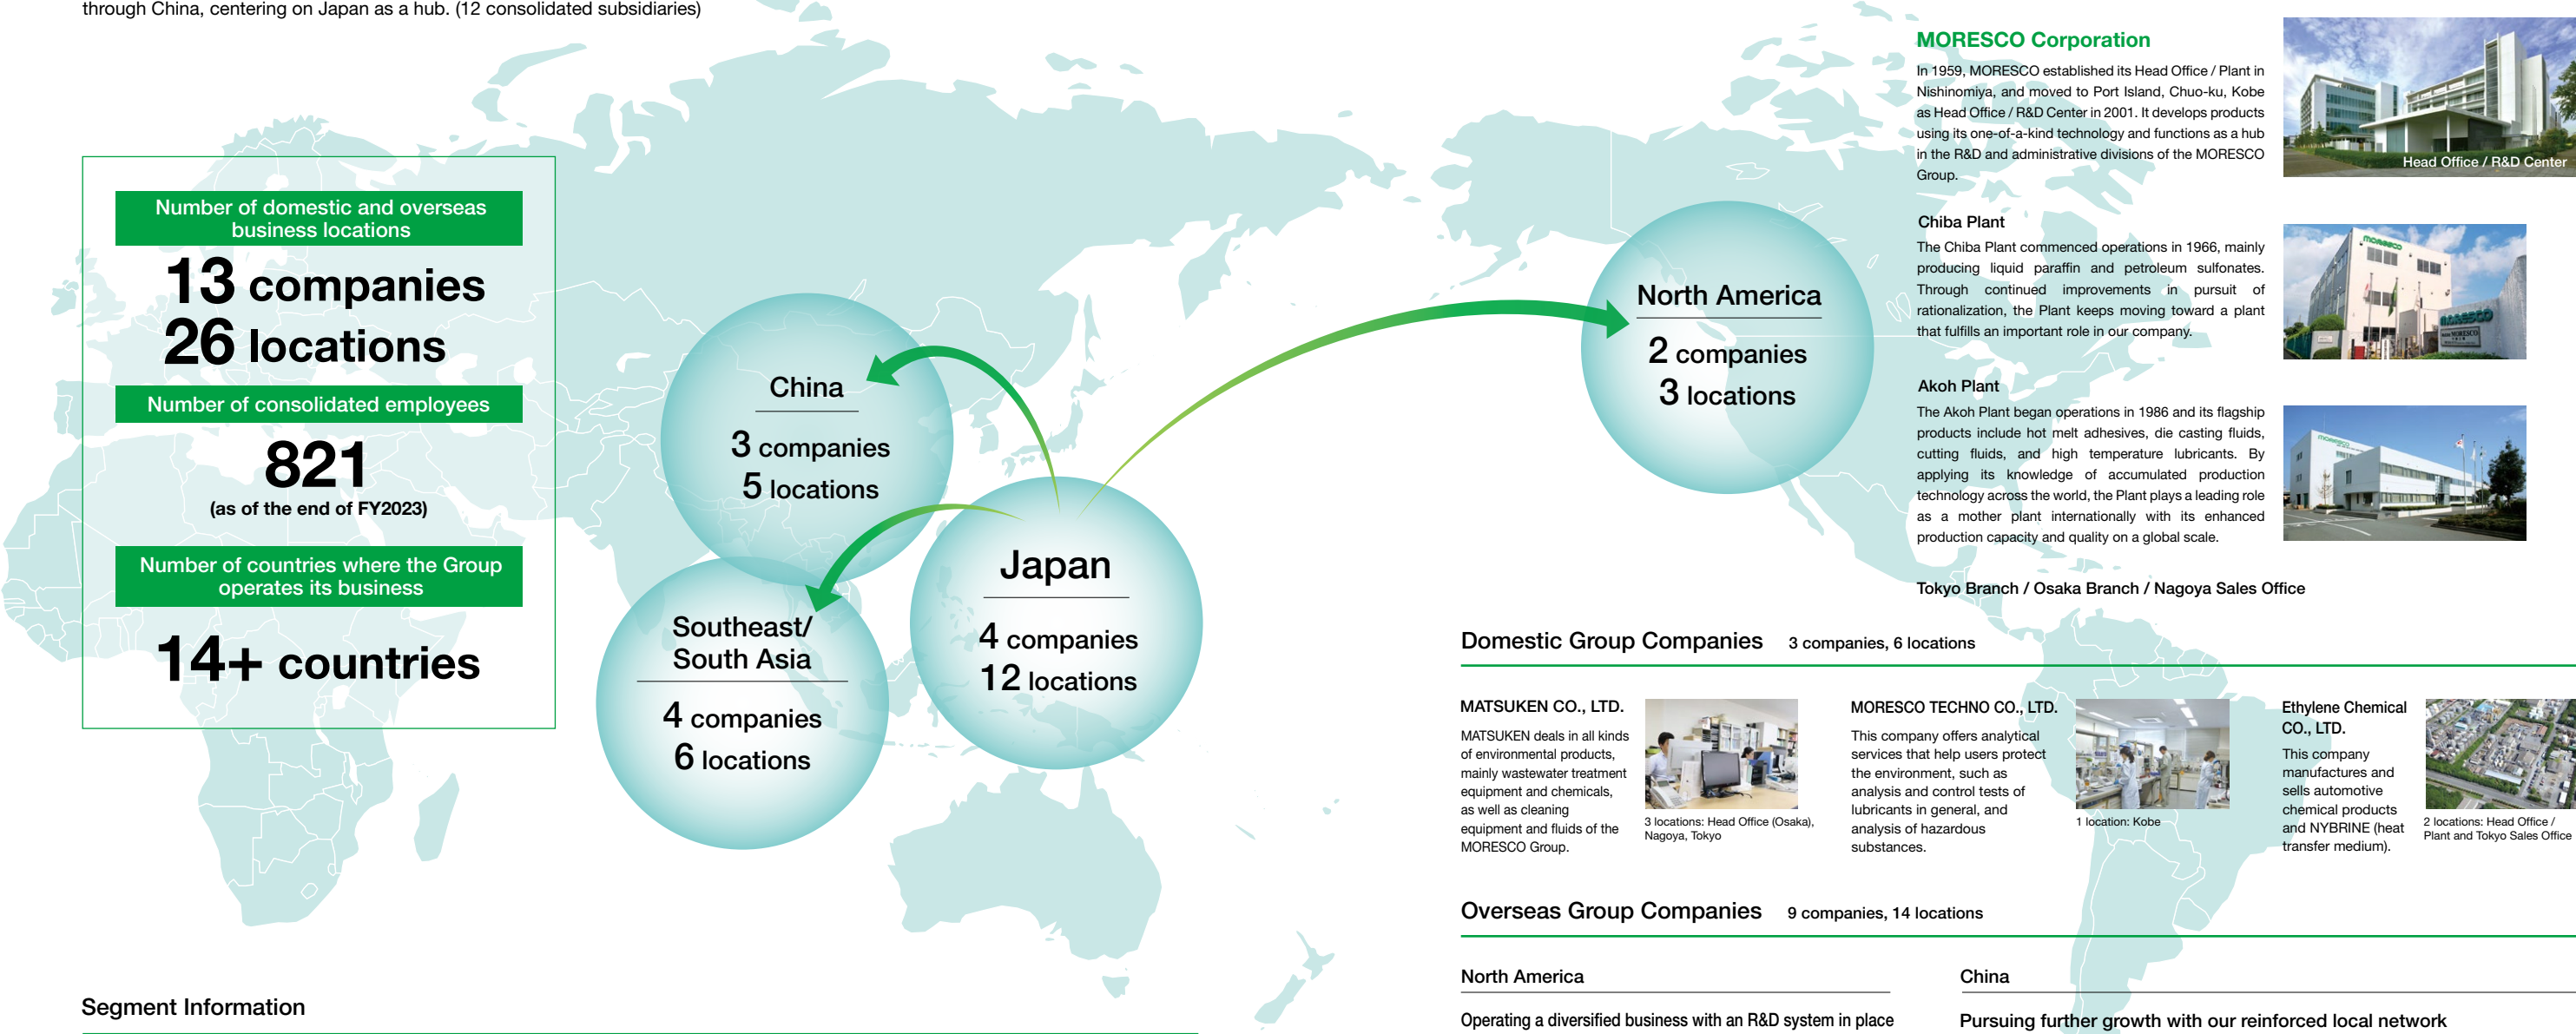 through China, centering on Japan as a hub. (12 consolidated subsidiaries)
Number of domestic and overseas
business locations
13 companies
26 locations
Number of consolidated employees
821
(as of the end of FY2023)
Number of countries where the Group
operates its business
14+ countries
China
3 companies
5 locations
Southeast/
South Asia
4 companies
6 locations
Japan
4 companies
12 locations
North America
2 companies
3 locations
Segment Information
MORESCO Corporation
In 1959, MORESCO established its Head Office / Plant in
Nishinomiya, and moved to Port Island, Chuo-ku, Kobe
as Head Office / R&D Center in 2001. It develops products
using its one-of-a-kind technology and functions as a hub
in the R&D and administrative divisions of the MORESCO
Group.
Head Office / R&D Center
Chiba Plant
The Chiba Plant commenced operations in 1966, mainly
producing liquid paraffin and petroleum sulfonates.
Through continued improvements in pursuit of
rationalization, the Plant keeps moving toward a plant
that fulfills an important role in our company.
MORESCO
MORESCO
Akoh Plant
The Akoh Plant began operations in 1986 and its flagship
products include hot melt adhesives, die casting fluids,
cutting fluids, and high temperature lubricants. By
applying its knowledge of accumulated production
technology across the world, the Plant plays a leading role
as a mother plant internationally with its enhanced
production capacity and quality on a global scale.
MORESCO
Tokyo Branch / Osaka Branch / Nagoya Sales Office
Domestic Group Companies 3 companies, 6 locations
MATSUKEN CO., LTD.
MATSUKEN deals in all kinds
of environmental products,
mainly wastewater treatment
equipment and chemicals,
as well as cleaning
equipment and fluids of the
MORESCO Group.
3 locations: Head Office (Osaka),
Nagoya, Tokyo
MORESCO TECHNO CO., LTD.
This company offers analytical
services that help users protect
the environment, such as
analysis and control tests of
lubricants in general, and
analysis of hazardous
substances.
1 location: Kobe
Ethylene Chemical
CO., LTD.
This company
manufactures and
sells automotive
chemical products
and NYBRINE (heat
transfer medium).
2 locations: Head Office /
Plant and Tokyo Sales Office
Overseas Group Companies 9 companies, 14 locations
North America
Operating a diversified business with an R&D system in place
China
Pursuing further growth with our reinforced local network